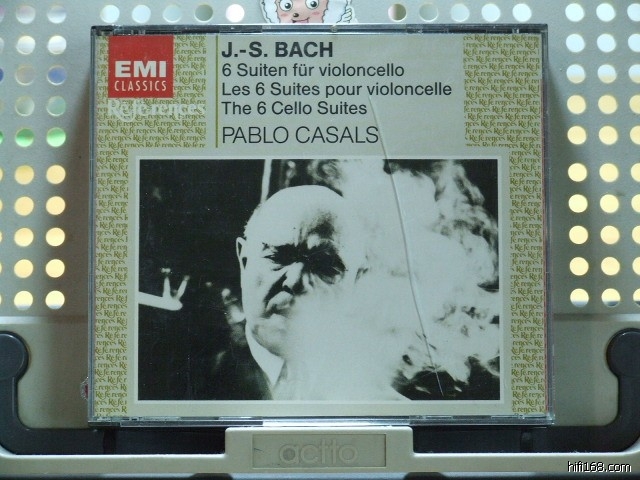 J.-S. BACH
6 Suiten für violoncello
Les 6 Suites pour violoncelle
The 6 Cello Suites
PABLO CASALS
EMI
CLASSICS
Références
actto
hifi168.com